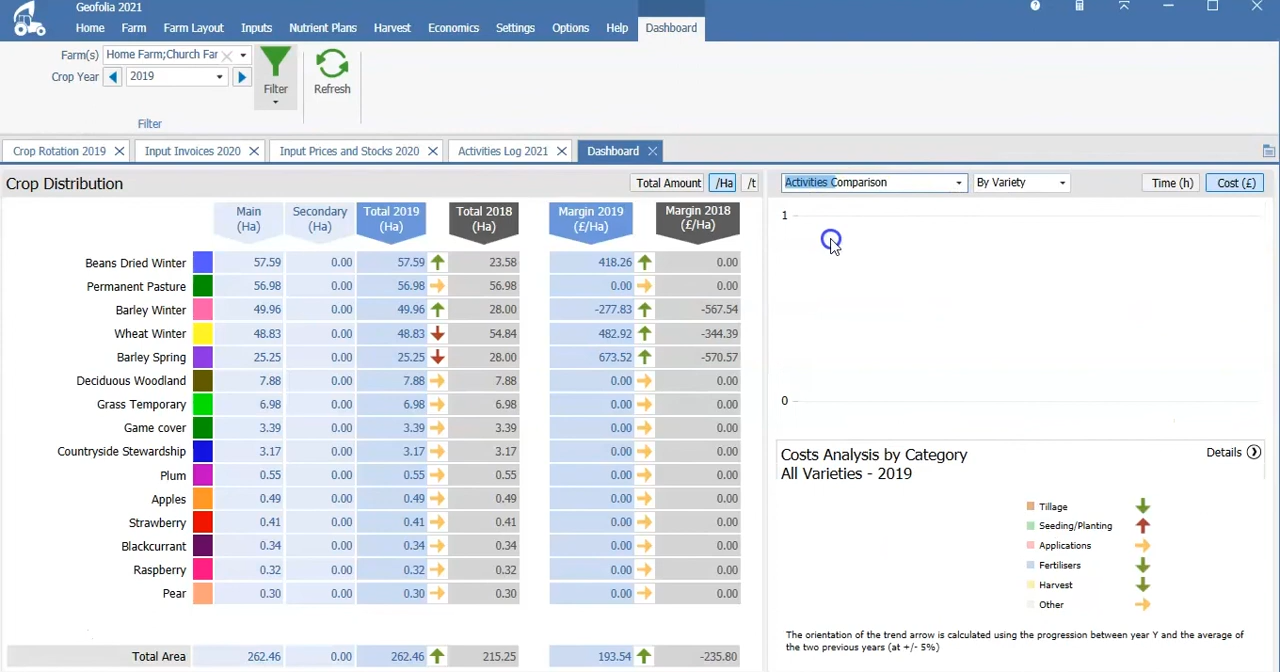 Geofolia 2021
Home Farm Farm Layout Inputs Nutrient Plans Harvest Economics Settings Options Help Dashboard
Farm(s) Home Farm;Church Far
Crop Year 2019
Filter
Refresh
Filter
Crop Rotation 2019 Input Invoices 2020 Input Prices and Stocks 2020 Activities Log 2021 Dashboard
Crop Distribution
Total Amount /Ha /t
Main (Ha) Secondary (Ha) Total 2019 (Ha) Total 2018 (Ha) Margin 2019 (£/Ha) Margin 2018 (£/Ha)
Beans Dried Winter 57.59 0.00 57.59 23.58 418.26 0.00
Permanent Pasture 56.98 0.00 56.98 56.98 0.00 0.00
Barley Winter 49.96 0.00 49.96 28.00 -277.83 -567.54
Wheat Winter 48.83 0.00 48.83 54.84 482.92 -344.39
Barley Spring 25.25 0.00 25.25 28.00 673.52 -570.57
Deciduous Woodland 7.88 0.00 7.88 7.88 0.00 0.00
Grass Temporary 6.98 0.00 6.98 6.98 0.00 0.00
Game cover 3.39 0.00 3.39 3.39 0.00 0.00
Countryside Stewardship 3.17 0.00 3.17 3.17 0.00 0.00
Plum 0.55 0.00 0.55 0.55 0.00 0.00
Apples 0.49 0.00 0.49 0.49 0.00 0.00
Strawberry 0.41 0.00 0.41 0.41 0.00 0.00
Blackcurrant 0.34 0.00 0.34 0.34 0.00 0.00
Raspberry 0.32 0.00 0.32 0.32 0.00 0.00
Pear 0.30 0.00 0.30 0.30 0.00 0.00
Total Area 262.46 0.00 262.46 215.25 193.54 -235.80
Activities Comparison By Variety Time (h) Cost (£)
1
0
Costs Analysis by Category Details
All Varieties - 2019
Tillage
Seeding/Planting
Applications
Fertilisers
Harvest
Other
The orientation of the trend arrow is calculated using the progression between year Y and the average of
the two previous years (at +/- 5%)